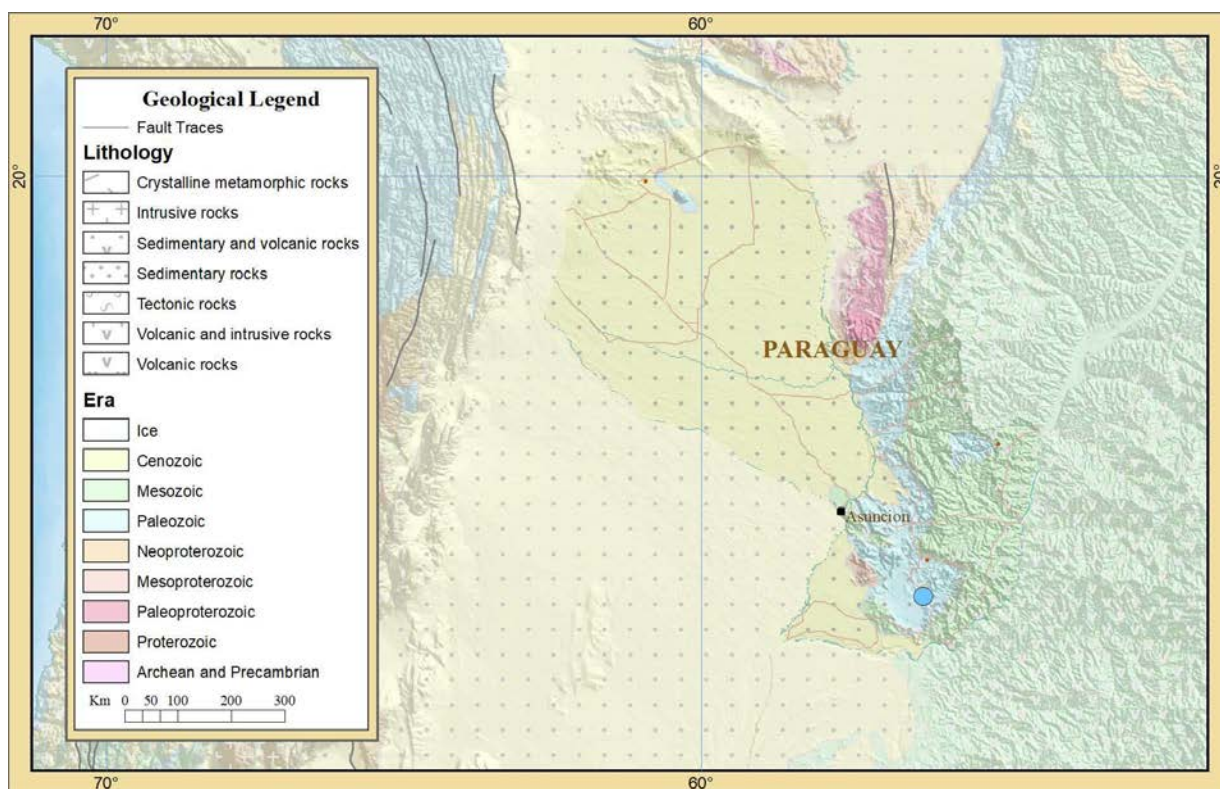 70°
60°
20°
20°
Geological Legend
Fault Traces
Lithology
Crystalline metamorphic rocks
Intrusive rocks
Sedimentary and volcanic rocks
Sedimentary rocks
Tectonic rocks
Volcanic and intrusive rocks
Volcanic rocks
Era
Ice
Cenozoic
Mesozoic
Paleozoic
Neoproterozoic
Mesoproterozoic
Paleoproterozoic
Proterozoic
Archean and Precambrian
Km 0 50 100 200 300
PARAGUAY
Asuncion
70°
60°